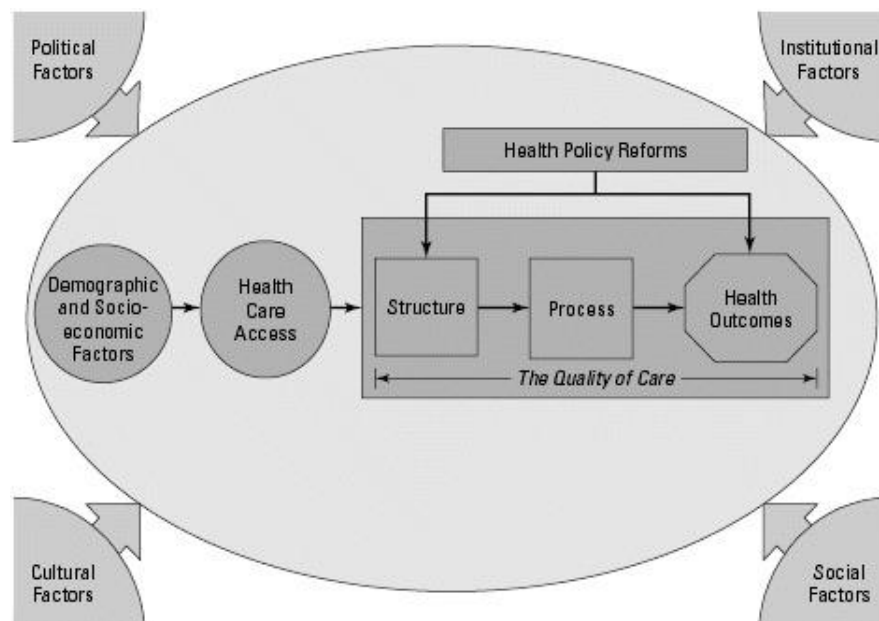 Political
Factors
Institutional
Factors
Health Policy Reforms
Demographic
and Socio-
economic
Factors
Health
Care
Access
Structure
Process
Health
Outcomes
The Quality of Care
Cultural
Factors
Social
Factors